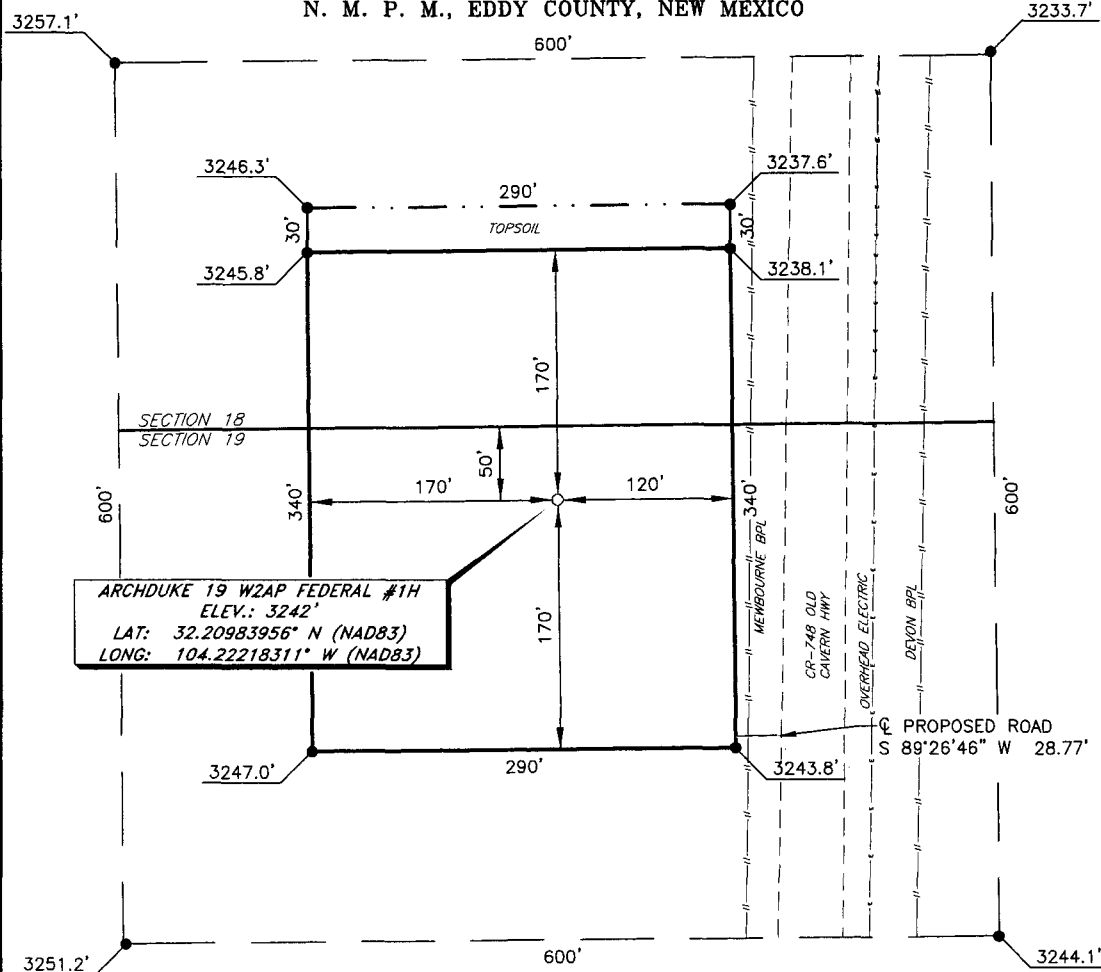 N. M. P. M., EDDY COUNTY, NEW MEXICO
3257.1'
3233.7'
600'
3246.3'
3237.6'
290'
30'
TOPSOIL
30'
3245.8'
3238.1'
170'
SECTION 18
SECTION 19
50'
600'
340'
170'
120'
340'
600'
MEWBOURNE BPL
CR-748 OLD
CAVERN HWY
OVERHEAD ELECTRIC
DEVON BPL
ARCHDUKE 19 W2AP FEDERAL #1H
ELEV.: 3242'
LAT: 32.20983956° N (NAD83)
LONG: 104.22218311° W (NAD83)
170'
℄ PROPOSED ROAD
S 89°26'46" W 28.77'
3247.0'
290'
3243.8'
3251.2'
600'
3244.1'